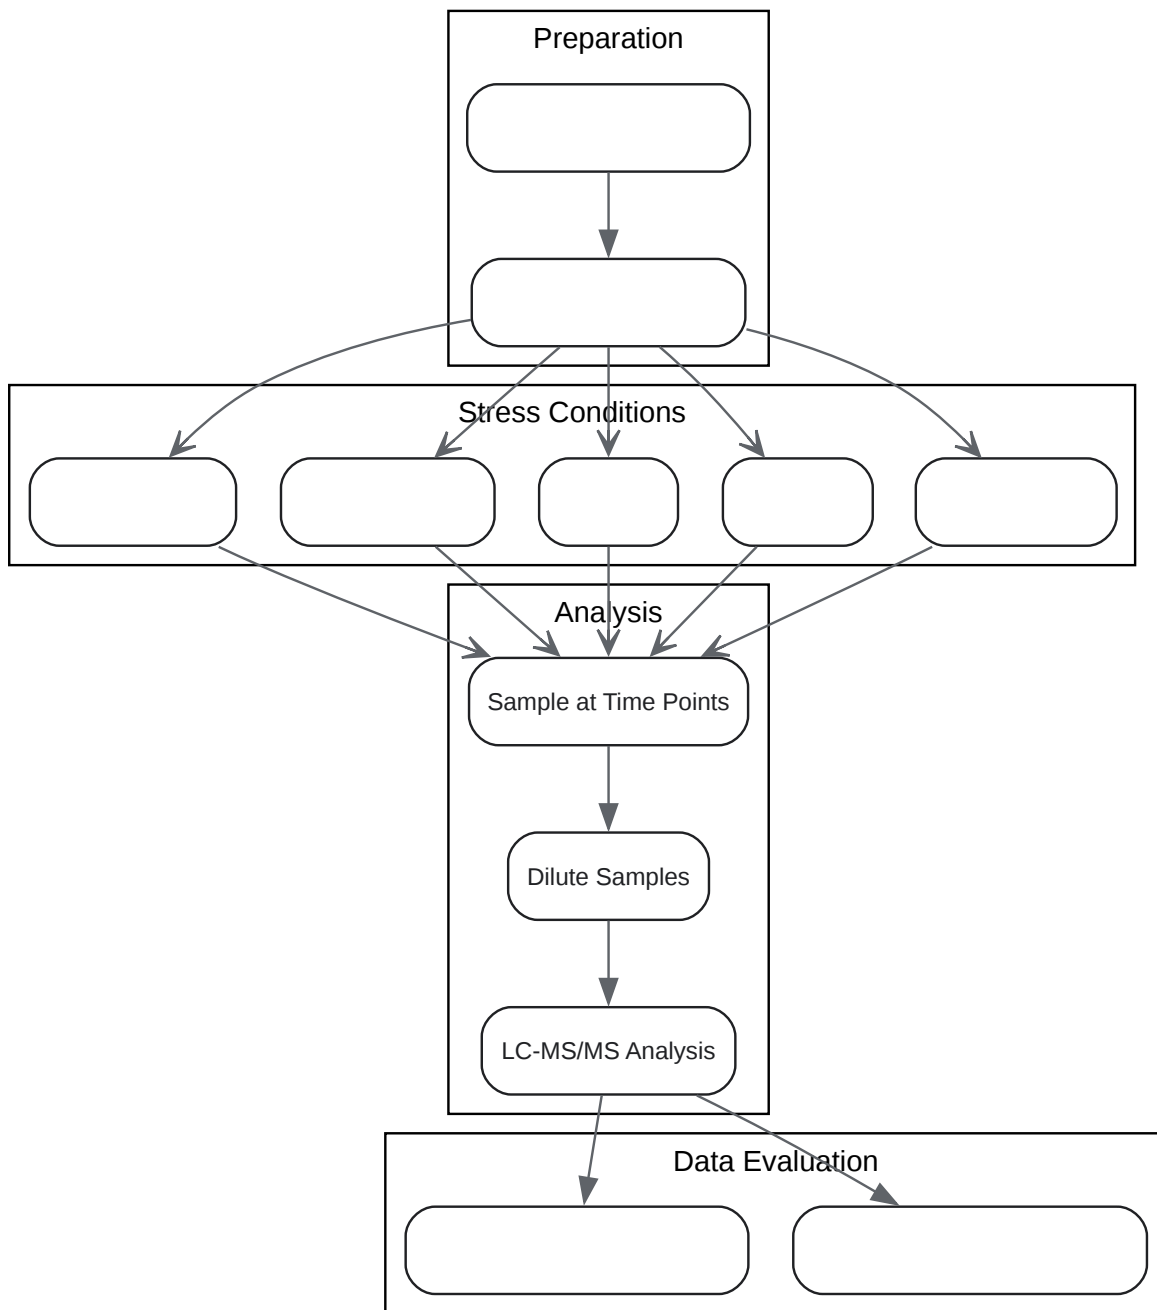 Preparation
Stress Conditions
Analysis
Sample at Time Points
Dilute Samples
LC-MS/MS Analysis
Data Evaluation